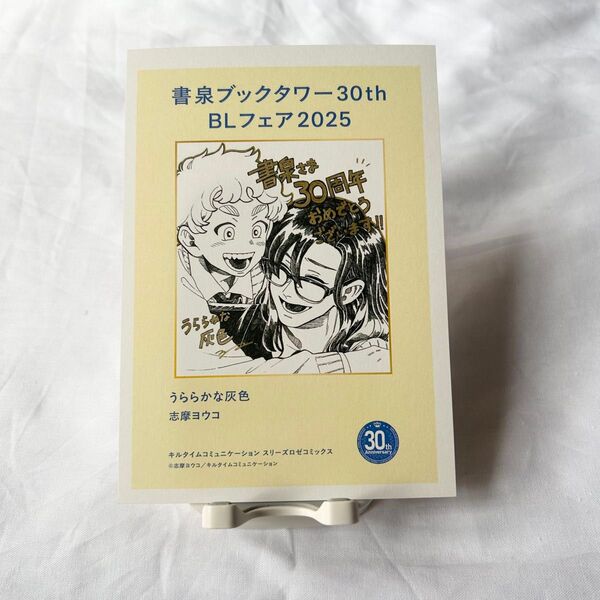 書泉ブックタワー30th
BLフェア2025
書泉さま
30周年
おめでとう
ございます!!
うららかな
灰色
うららかな灰色
志摩ヨウコ
30th
Anniversary
キルタイムコミュニケーション スリーズロゼコミックス
©志摩ヨウコ／キルタイムコミュニケーション